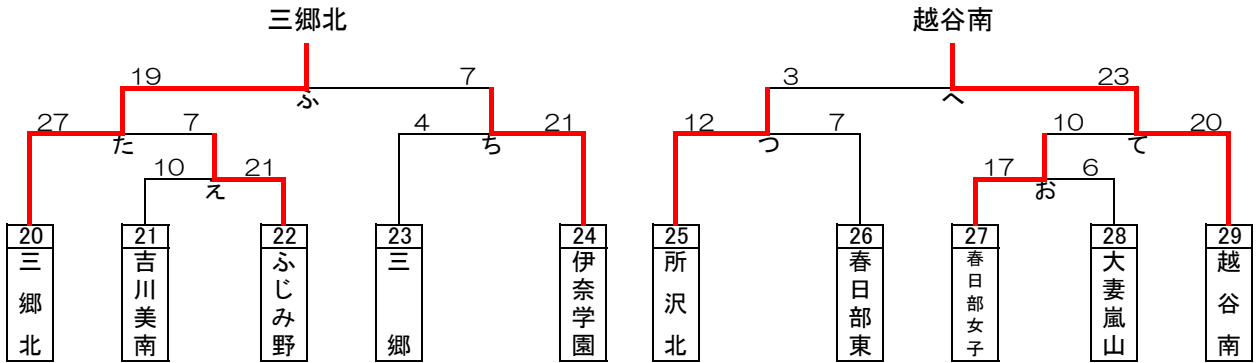 三郷北 越谷南
19 7 3 23
ふ へ
27 7 4 21 12 7 10 20
た ち つ て
10 21 17 6
え お
20 21 22 23 24 25 26 27 28 29
三郷北
吉川美南
ふじみ野
三郷
伊奈学園
所沢北
春日部東
春日部女子
大妻嵐山
越谷南